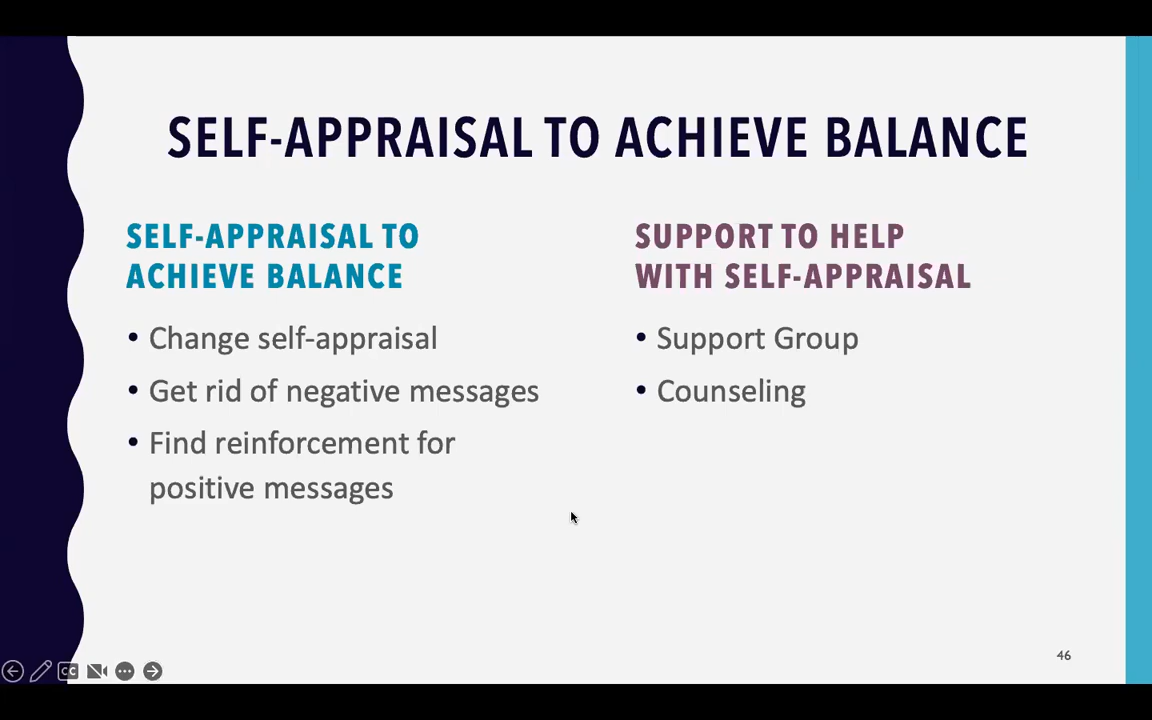 SELF-APPRAISAL TO ACHIEVE BALANCE
SELF-APPRAISAL TO
ACHIEVE BALANCE
• Change self-appraisal
• Get rid of negative messages
• Find reinforcement for
positive messages
SUPPORT TO HELP
WITH SELF-APPRAISAL
• Support Group
• Counseling
46
CC